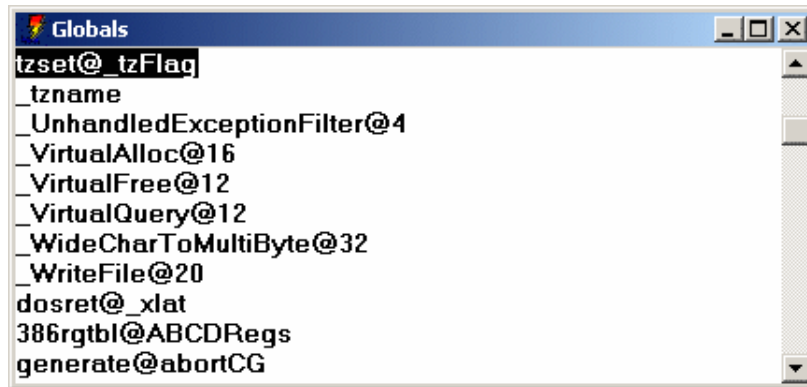 Globals
tzset@_tzFlag
_tzname
_UnhandledExceptionFilter@4
_VirtualAlloc@16
_VirtualFree@12
_VirtualQuery@12
_WideCharToMultiByte@32
_WriteFile@20
dosret@_xlat
386rgtbl@ABCDRegs
generate@abortCG